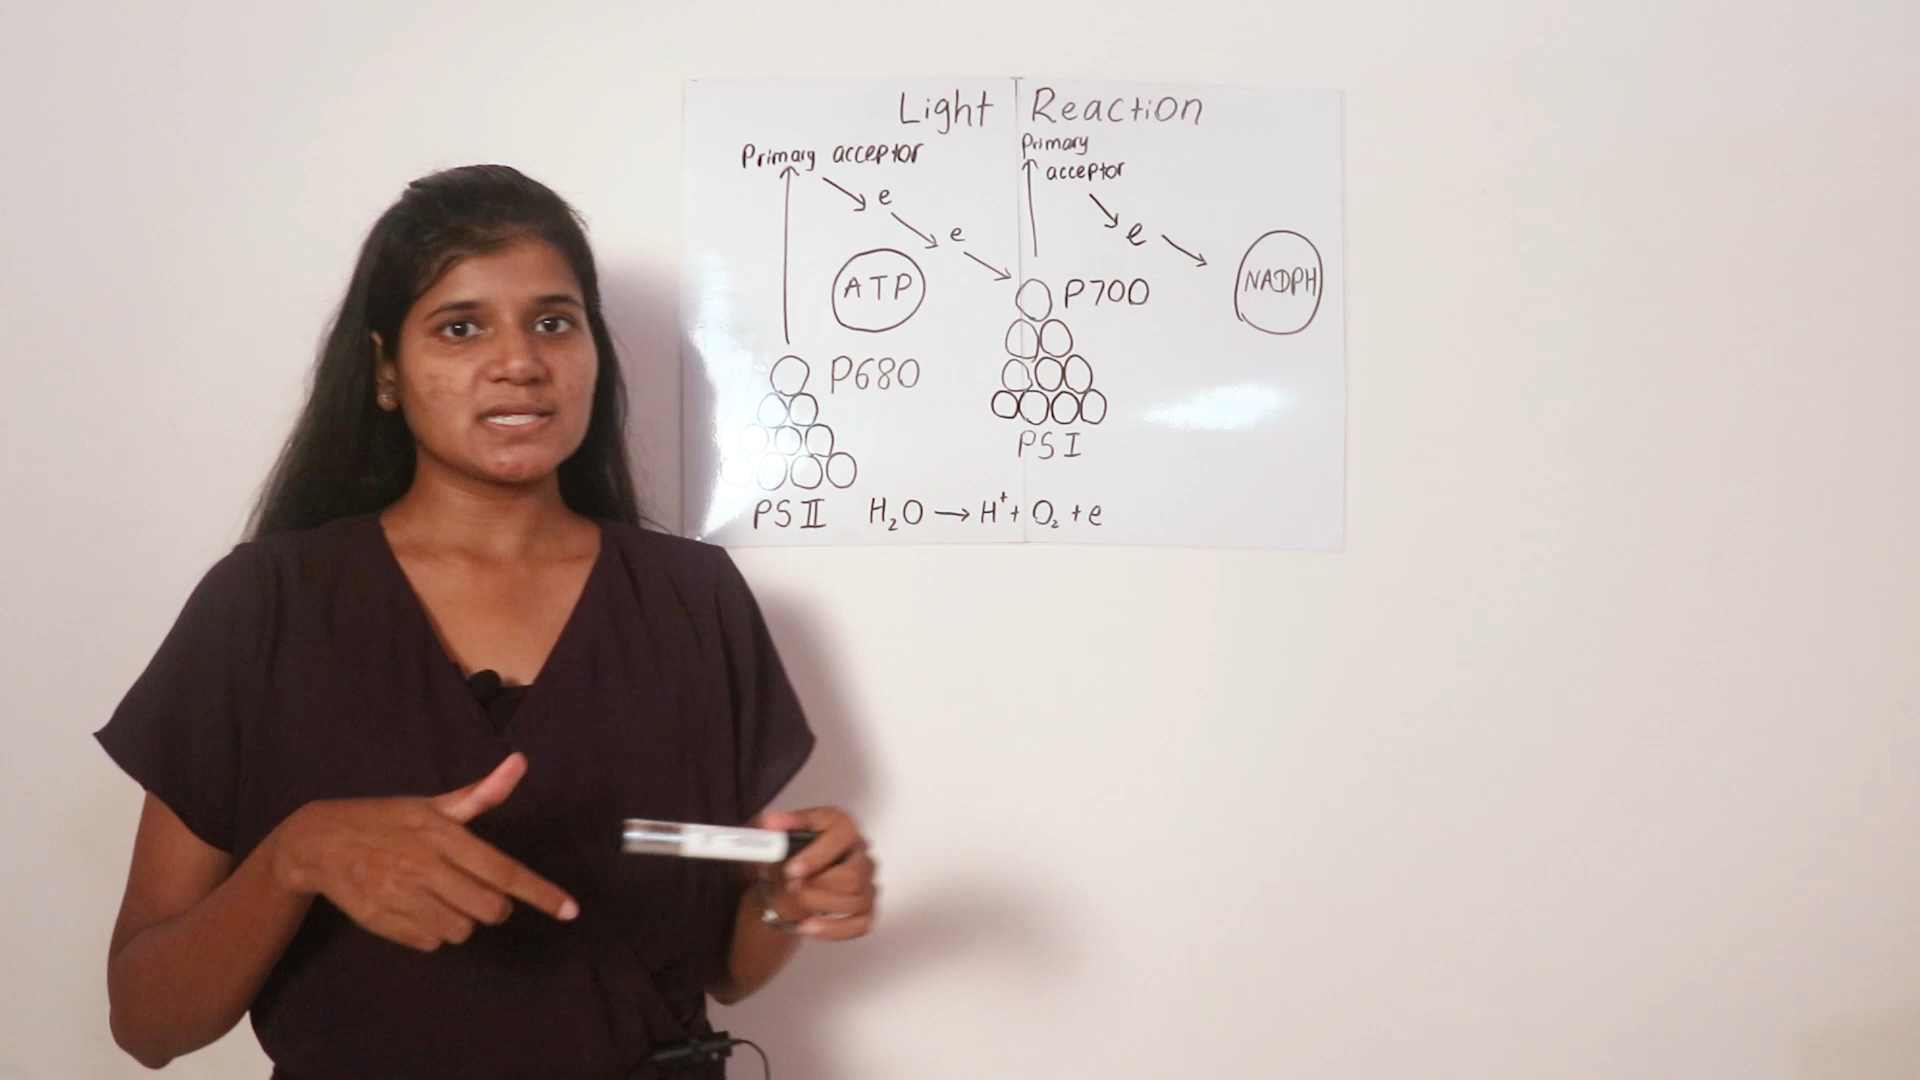 Light Reaction
Primary acceptor
e
e
ATP
P680
PS II
H₂O → H⁺ + O₂ + e
Primary
acceptor
e
NADPH
P700
PS I